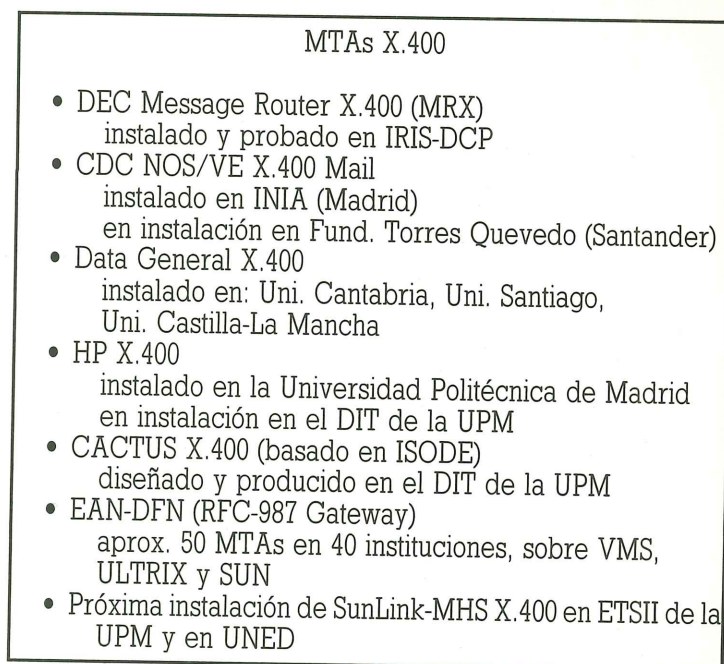 MTAs X.400
• DEC Message Router X.400 (MRX)
instalado y probado en IRIS-DCP
• CDC NOS/VE X.400 Mail
instalado en INIA (Madrid)
en instalación en Fund. Torres Quevedo (Santander)
• Data General X.400
instalado en: Uni. Cantabria, Uni. Santiago,
Uni. Castilla-La Mancha
• HP X.400
instalado en la Universidad Politécnica de Madrid
en instalación en el DIT de la UPM
• CACTUS X.400 (basado en ISODE)
diseñado y producido en el DIT de la UPM
• EAN-DFN (RFC-987 Gateway)
aprox. 50 MTAs en 40 instituciones, sobre VMS,
ULTRIX y SUN
• Próxima instalación de SunLink-MHS X.400 en ETSII de la
UPM y en UNED